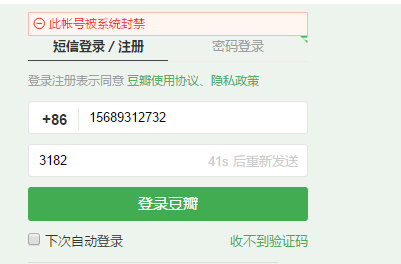 此帐号被系统封禁
短信登录 / 注册 密码登录
登录注册表示同意 豆瓣使用协议、隐私政策
+86 15689312732
3182 41s 后重新发送
登录豆瓣
下次自动登录 收不到验证码